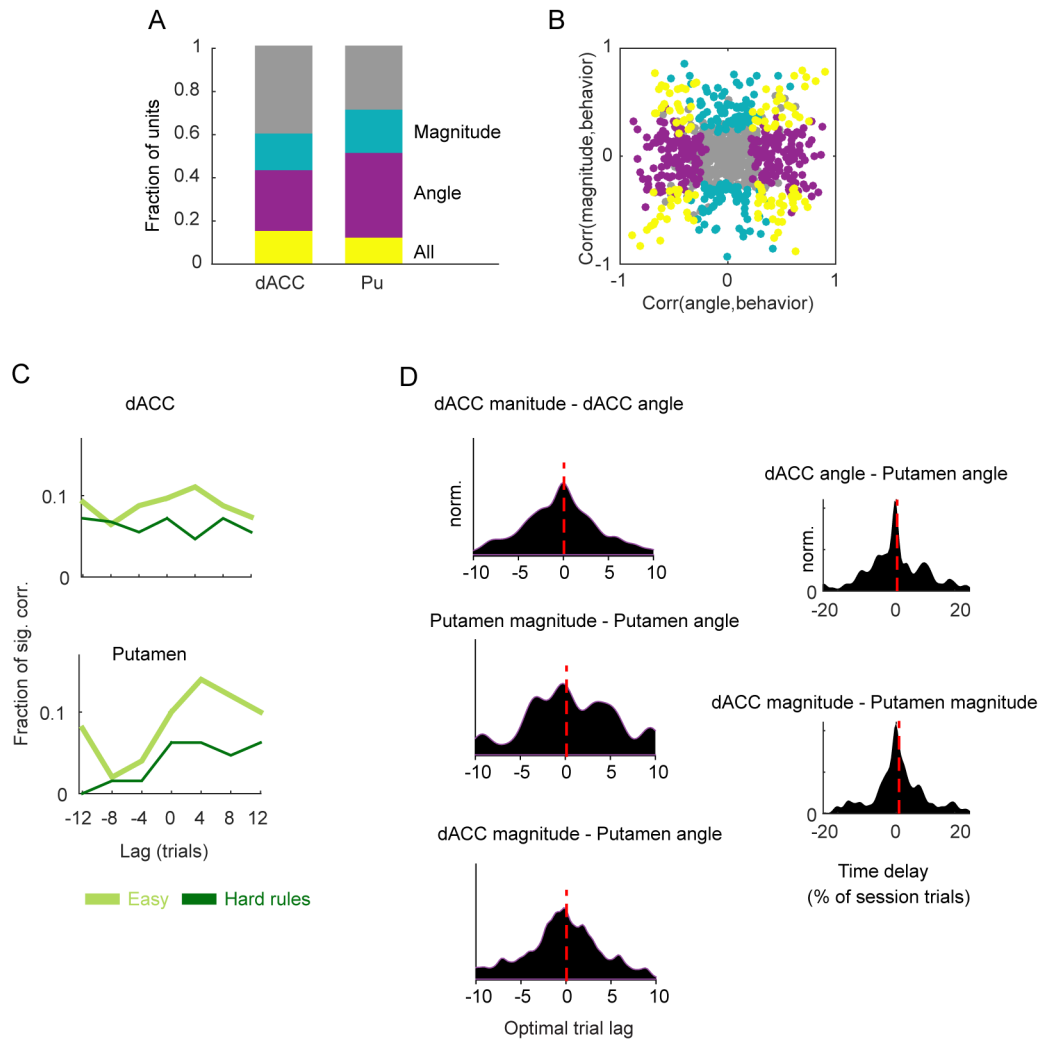 A
1
0.8
0.6
0.4
0.2
0
Fraction of units
Magnitude
Angle
All
dACC
Pu
B
1
0
-1
Corr(magnitude,behavior)
-1
0
1
Corr(angle,behavior)
C
dACC
0.1
0
Putamen
0.1
0
Fraction of sig. corr.
-12
-8
-4
0
4
8
12
Lag (trials)
Easy
Hard rules
D
dACC manitude - dACC angle
norm.
-10
-5
0
5
10
Putamen magnitude - Putamen angle
-10
-5
0
5
10
dACC magnitude - Putamen angle
-10
-5
0
5
10
Optimal trial lag
dACC angle - Putamen angle
norm.
0
-20
0
20
dACC magnitude - Putamen magnitude
0
-20
0
20
Time delay
(% of session trials)